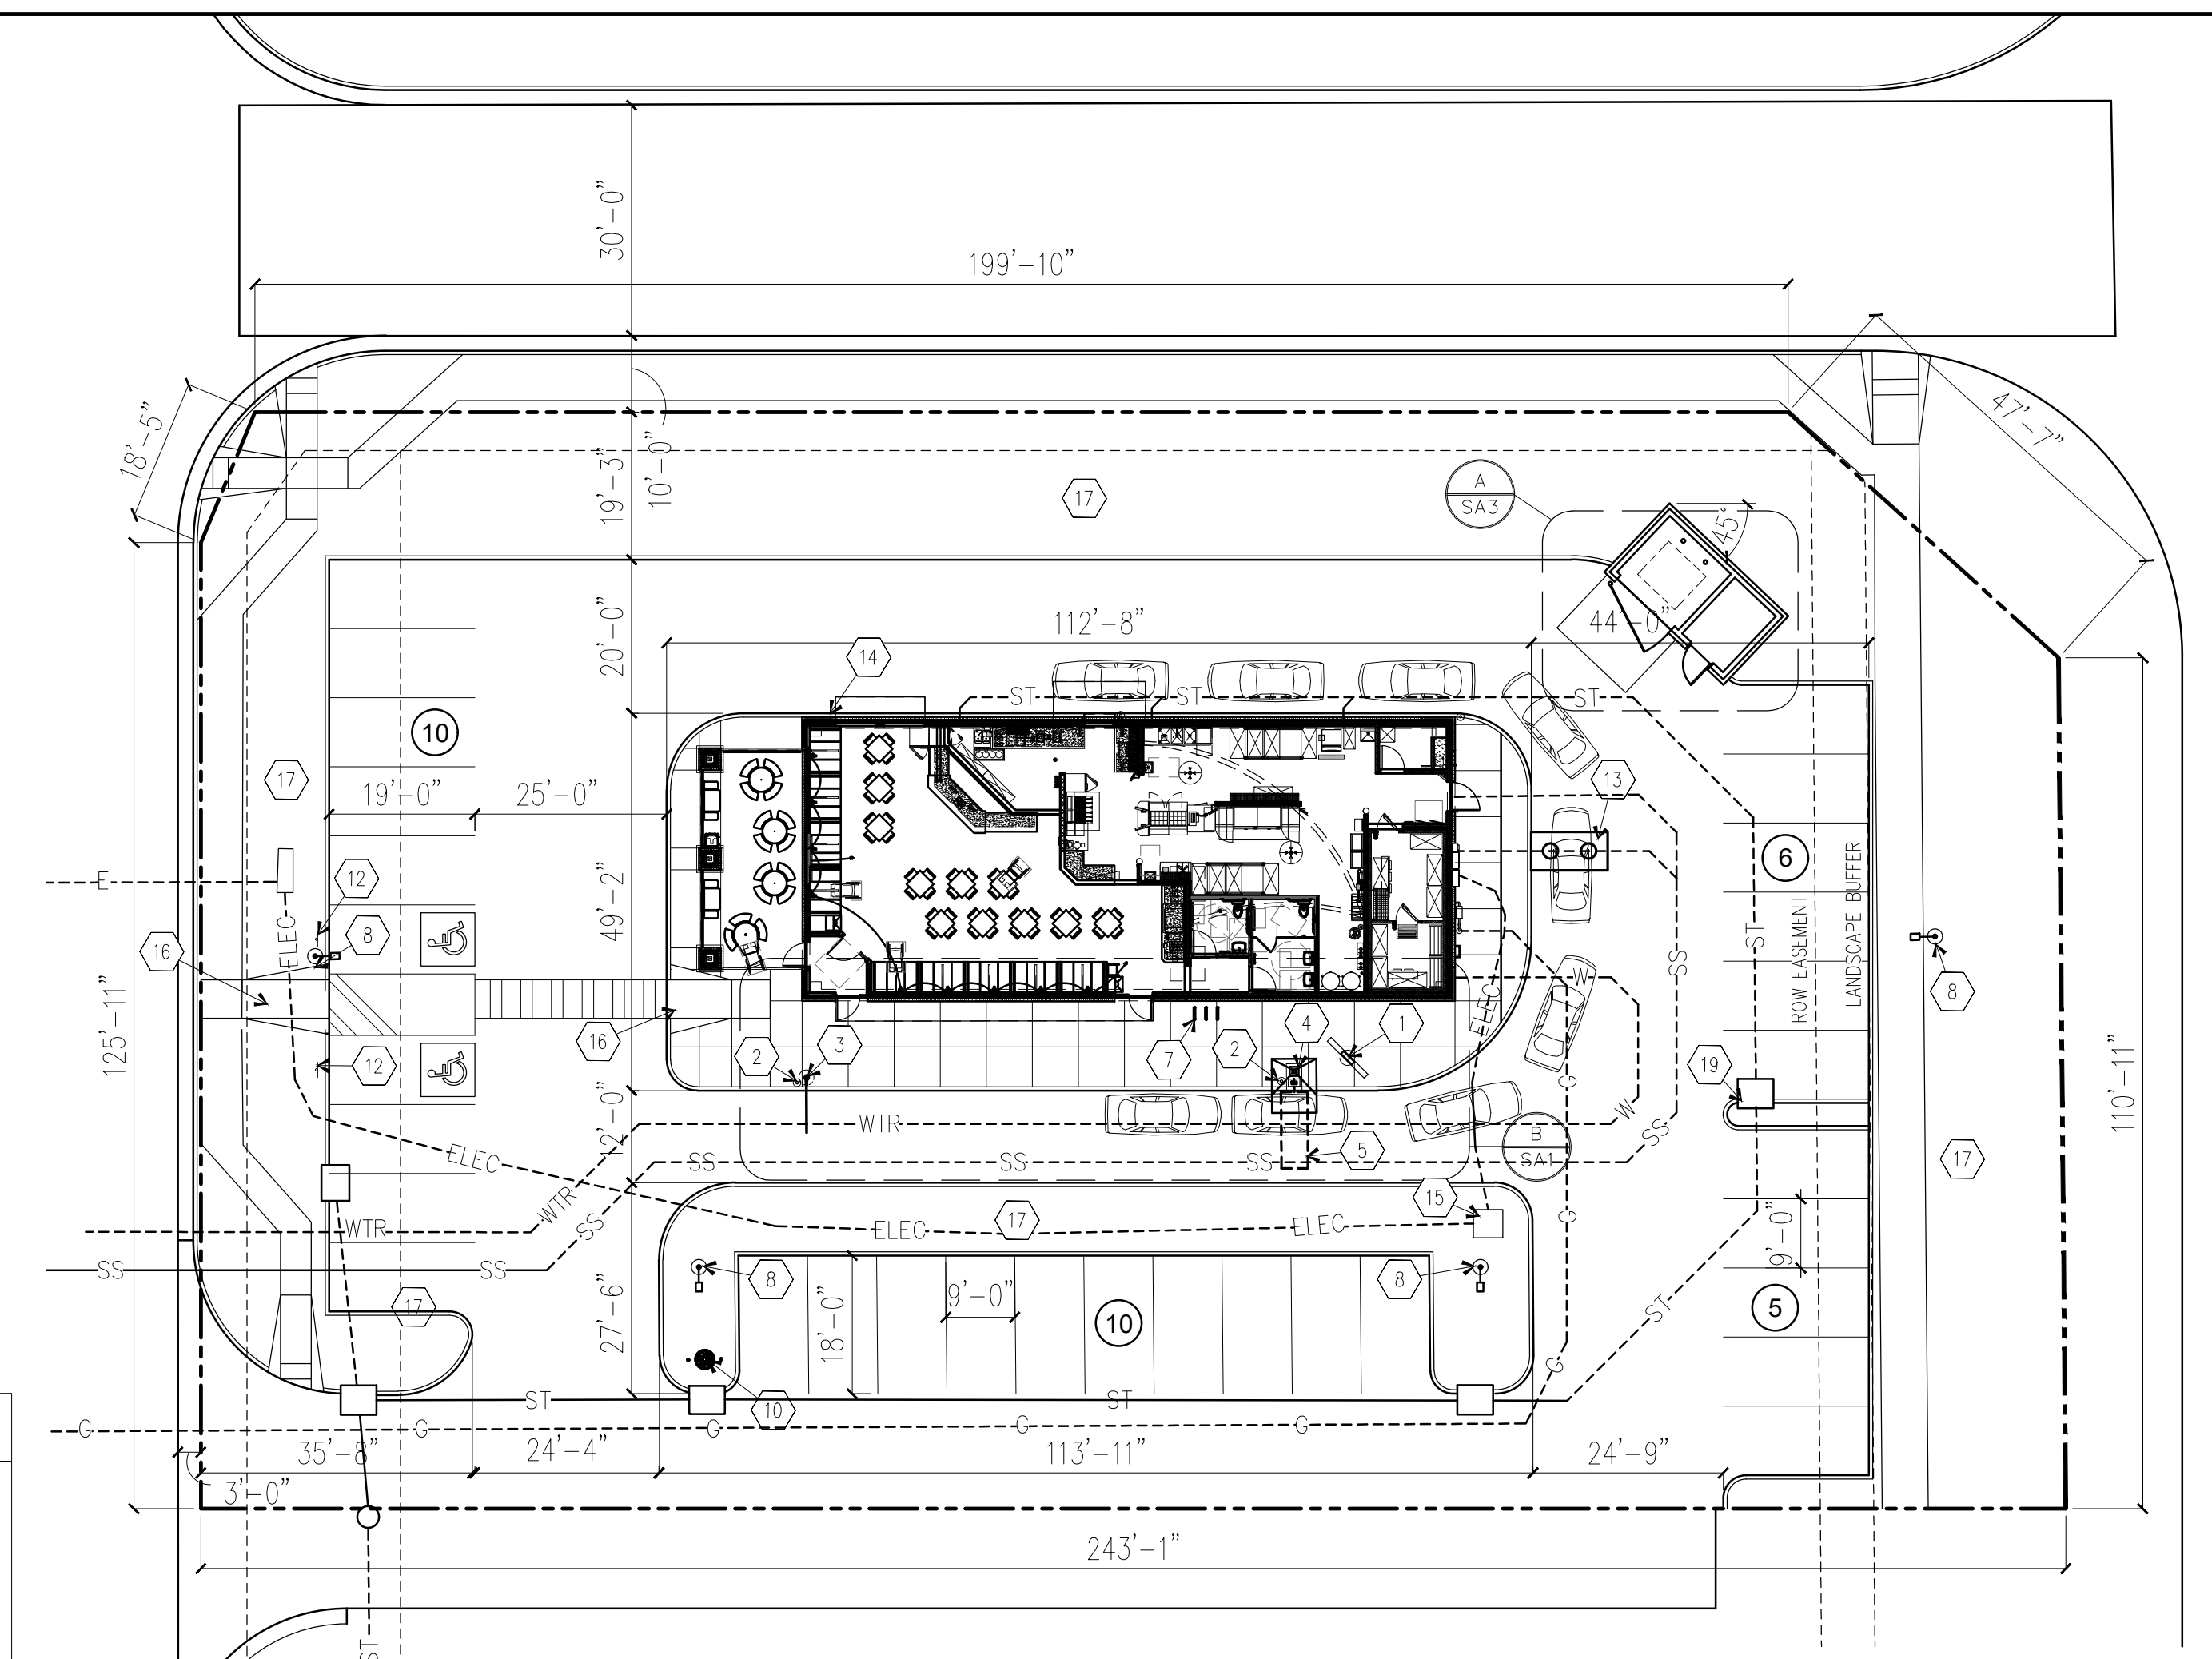 30'-0"
199'-10"
18'-5"
47'-7"
19'-3"
10'-0"
17
A
SA3
45°
112'-8"
44'-0"
20'-0"
14
ST
ST
ST
10
17
19'-0"
25'-0"
13
6
E
12
8
ELEC
16
49'-2"
ROW EASEMENT
LANDSCAPE BUFFER
ST
SS
W
8
125'-11"
16
2
3
7
2
4
1
ELEC
12
19
110'-11"
G
W
12'-0"
WTR
SS
ELEC
SS
SS
SS
5
B
SA1
17
15
WTR
WTR
SS
ELEC
17
ELEC
G
9'-0"
SS
SS
8
8
17
27'-6"
18'-0"
9'-0"
10
5
ST
G
ST
10
ST
G
G
G
G
G
35'-8"
24'-4"
113'-11"
24'-9"
3'-0"
243'-1"
ST